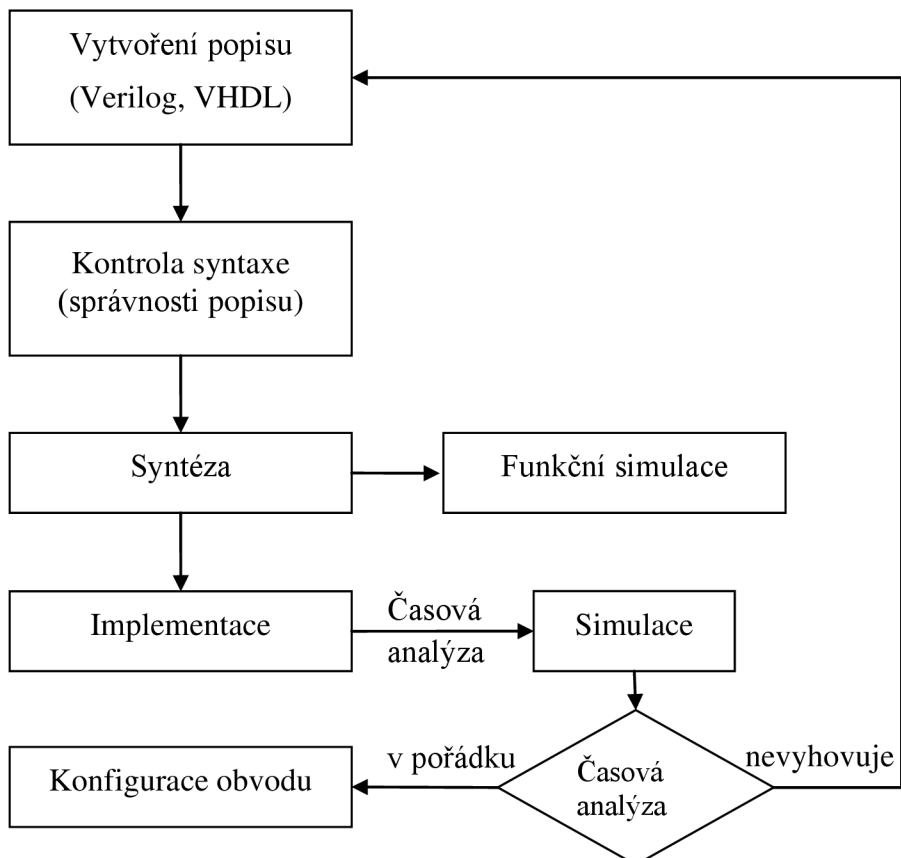 Vytvoření popisu
(Verilog, VHDL)
Kontrola syntaxe
(správnosti popisu)
Syntéza
Funkční simulace
Implementace
Časová
analýza
Simulace
Konfigurace obvodu
v pořádku
Časová
analýza
nevyhovuje